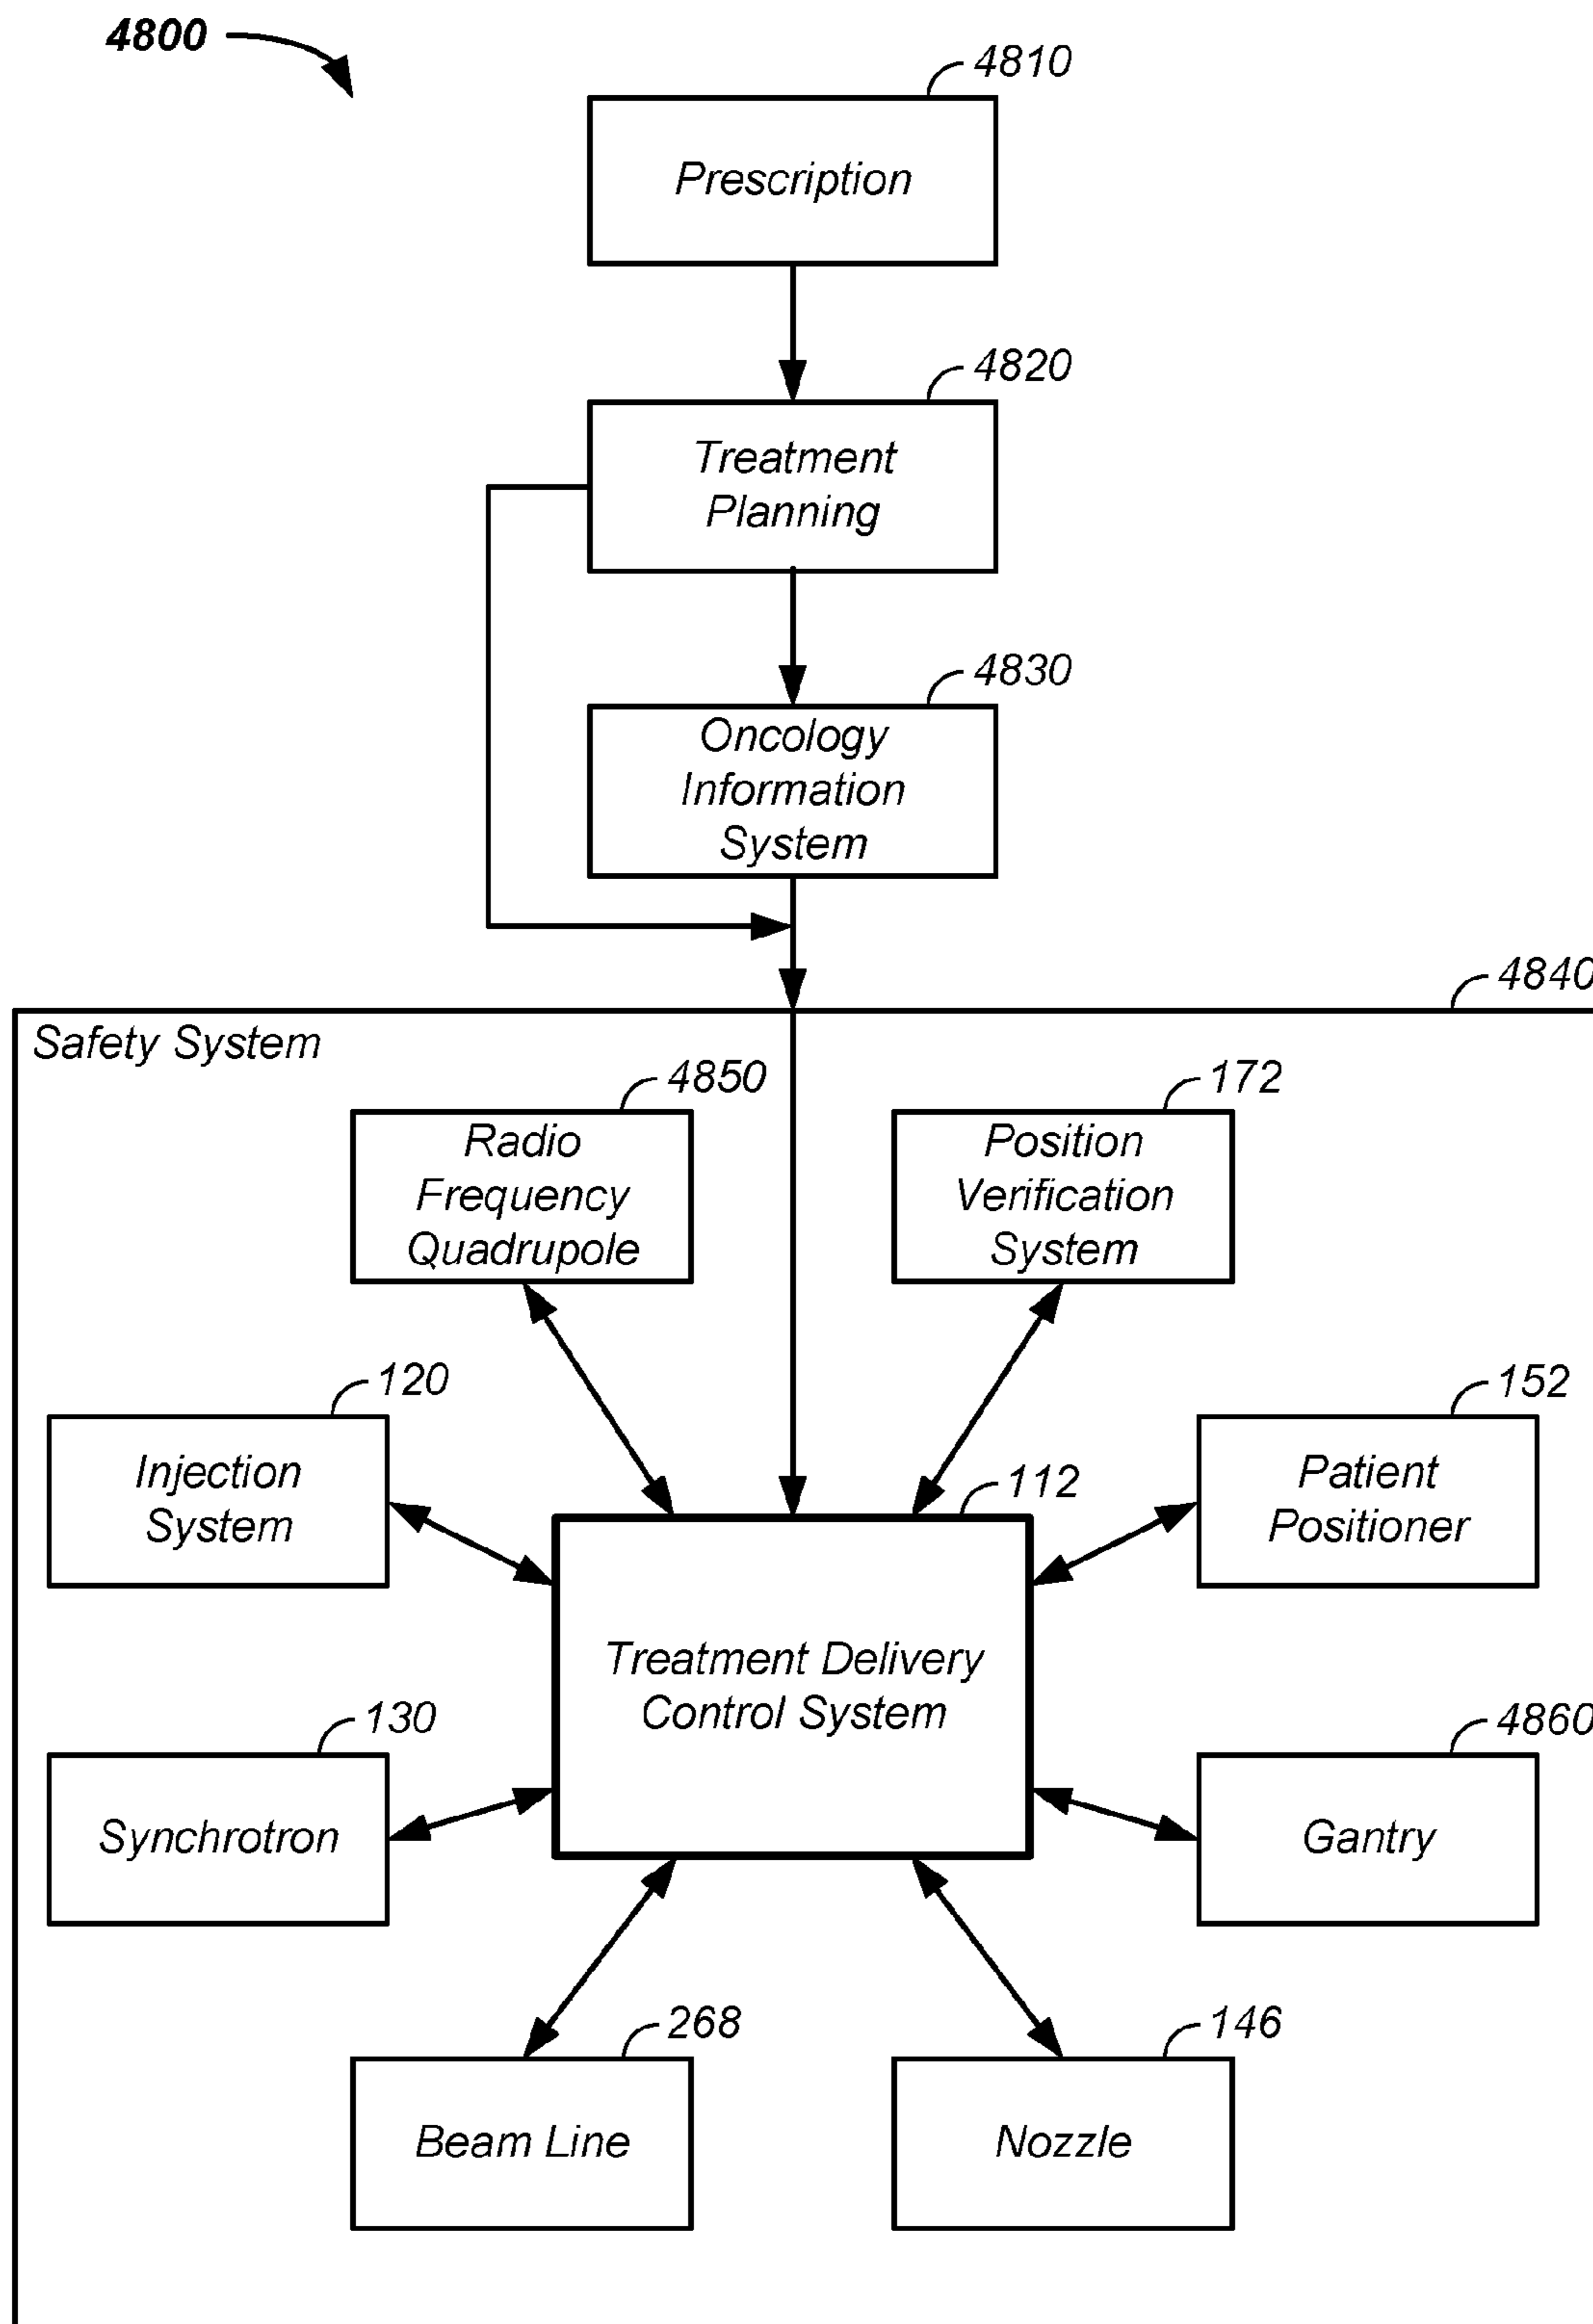 4800
4810
Prescription
4820
Treatment
Planning
4830
Oncology
Information
System
4840
Safety System
4850
Radio
Frequency
Quadrupole
172
Position
Verification
System
120
Injection
System
152
Patient
Positioner
112
Treatment Delivery
Control System
130
Synchrotron
4860
Gantry
268
Beam Line
146
Nozzle